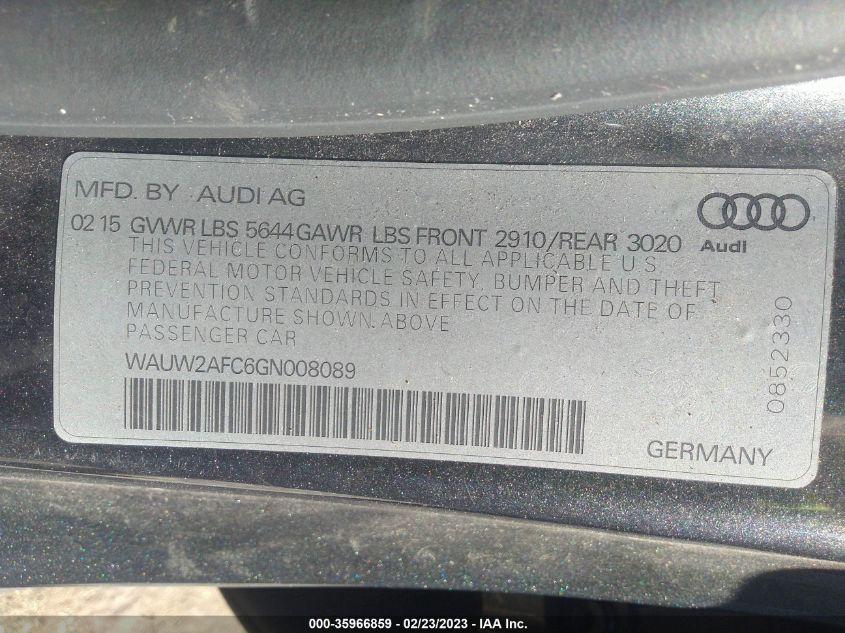 MFD. BY AUDI AG
02 15 GVWR LBS 5644 GAWR LBS FRONT 2910/REAR 3020
Audi
THIS VEHICLE CONFORMS TO ALL APPLICABLE U.S.
FEDERAL MOTOR VEHICLE SAFETY, BUMPER AND THEFT
PREVENTION STANDARDS IN EFFECT ON THE DATE OF
MANUFACTURE SHOWN ABOVE
PASSENGER CAR
WAUW2AFC6GN008089
0852330
GERMANY
000-35966859 - 02/23/2023 - IAA Inc.